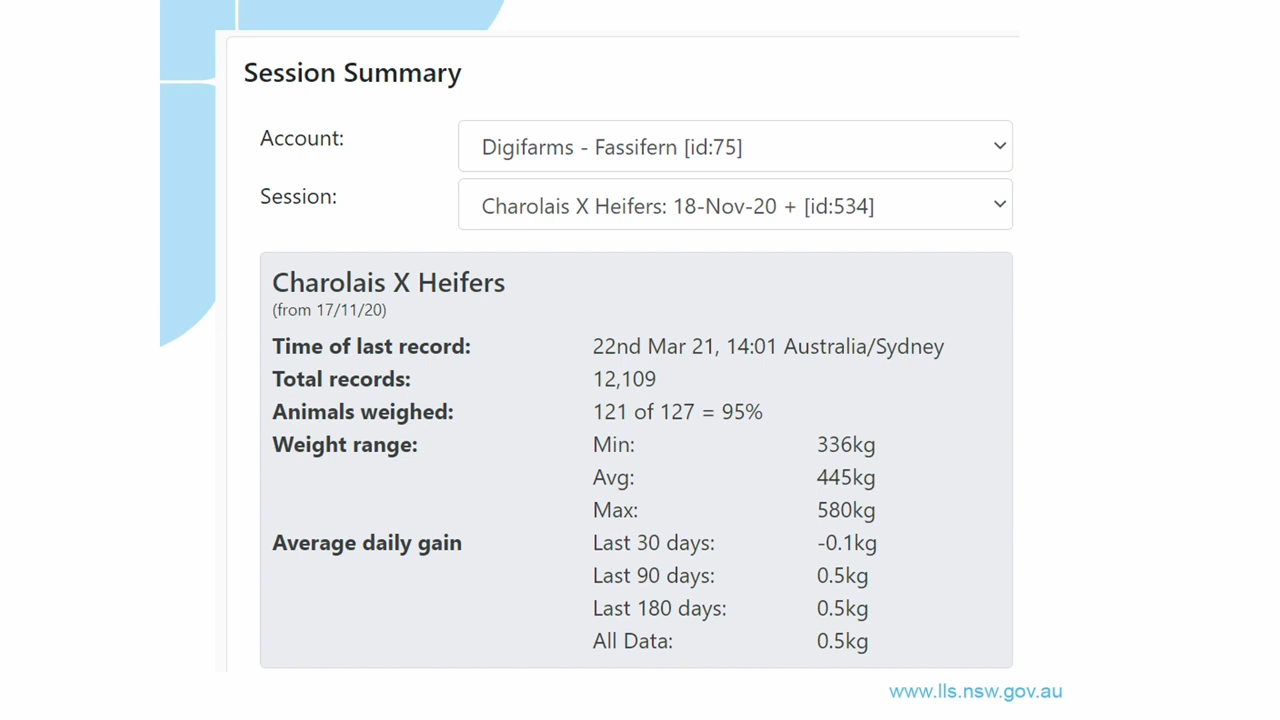 Session Summary
Account:
Digifarms - Fassifern [id:75]
Session:
Charolais X Heifers: 18-Nov-20 + [id:534]
Charolais X Heifers
(from 17/11/20)
Time of last record: 22nd Mar 21, 14:01 Australia/Sydney
Total records: 12,109
Animals weighed: 121 of 127 = 95%
Weight range: Min: 336kg
Avg: 445kg
Max: 580kg
Average daily gain Last 30 days: -0.1kg
Last 90 days: 0.5kg
Last 180 days: 0.5kg
All Data: 0.5kg
www.lls.nsw.gov.au